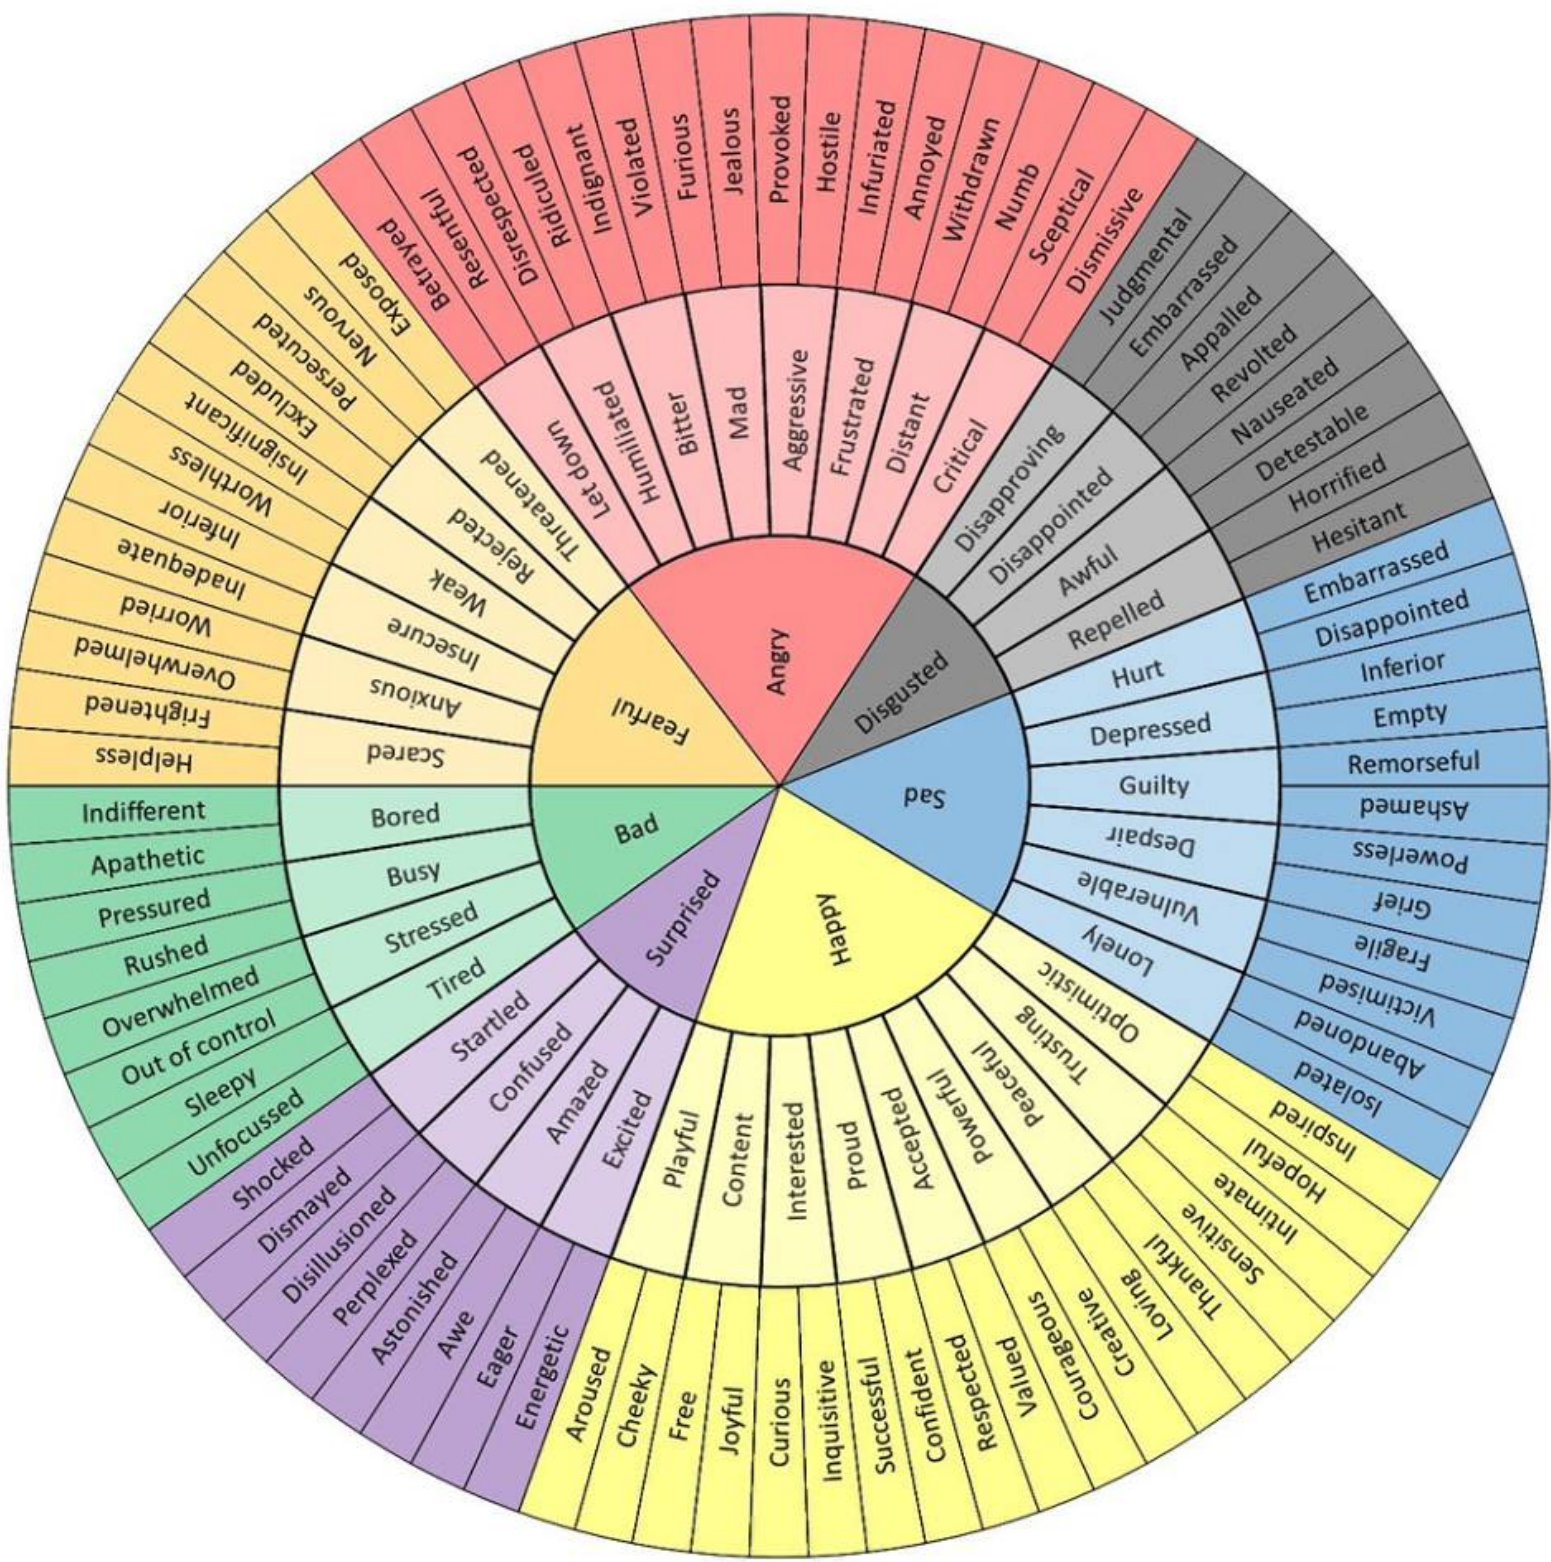 Angry
Disgusted
Sad
Happy
Surprised
Bad
Fearful
Let down
Humiliated
Bitter
Mad
Aggressive
Frustrated
Distant
Critical
Disapproving
Disappointed
Awful
Repelled
Hurt
Depressed
Guilty
Despair
Vulnerable
Lonely
Optimistic
Trusting
Peaceful
Powerful
Accepted
Proud
Interested
Content
Playful
Excited
Amazed
Confused
Startled
Tired
Stressed
Busy
Bored
Scared
Anxious
Insecure
Weak
Rejected
Threatened
Betrayed
Resentful
Disrespected
Ridiculed
Indignant
Violated
Furious
Jealous
Provoked
Hostile
Infuriated
Annoyed
Withdrawn
Numb
Sceptical
Dismissive
Judgmental
Embarrassed
Appalled
Revolted
Nauseated
Detestable
Horrified
Hesitant
Embarrassed
Disappointed
Inferior
Empty
Remorseful
Ashamed
Powerless
Grief
Fragile
Victimised
Abandoned
Isolated
Inspired
Hopeful
Intimate
Sensitive
Thankful
Loving
Creative
Courageous
Valued
Respected
Confident
Successful
Inquisitive
Curious
Joyful
Free
Cheeky
Aroused
Energetic
Eager
Awe
Astonished
Perplexed
Disillusioned
Dismayed
Shocked
Unfocussed
Sleepy
Out of control
Overwhelmed
Rushed
Pressured
Apathetic
Indifferent
Helpless
Frightened
Overwhelmed
Worried
Inadequate
Inferior
Worthless
Insignificant
Excluded
Persecuted
Nervous
Exposed